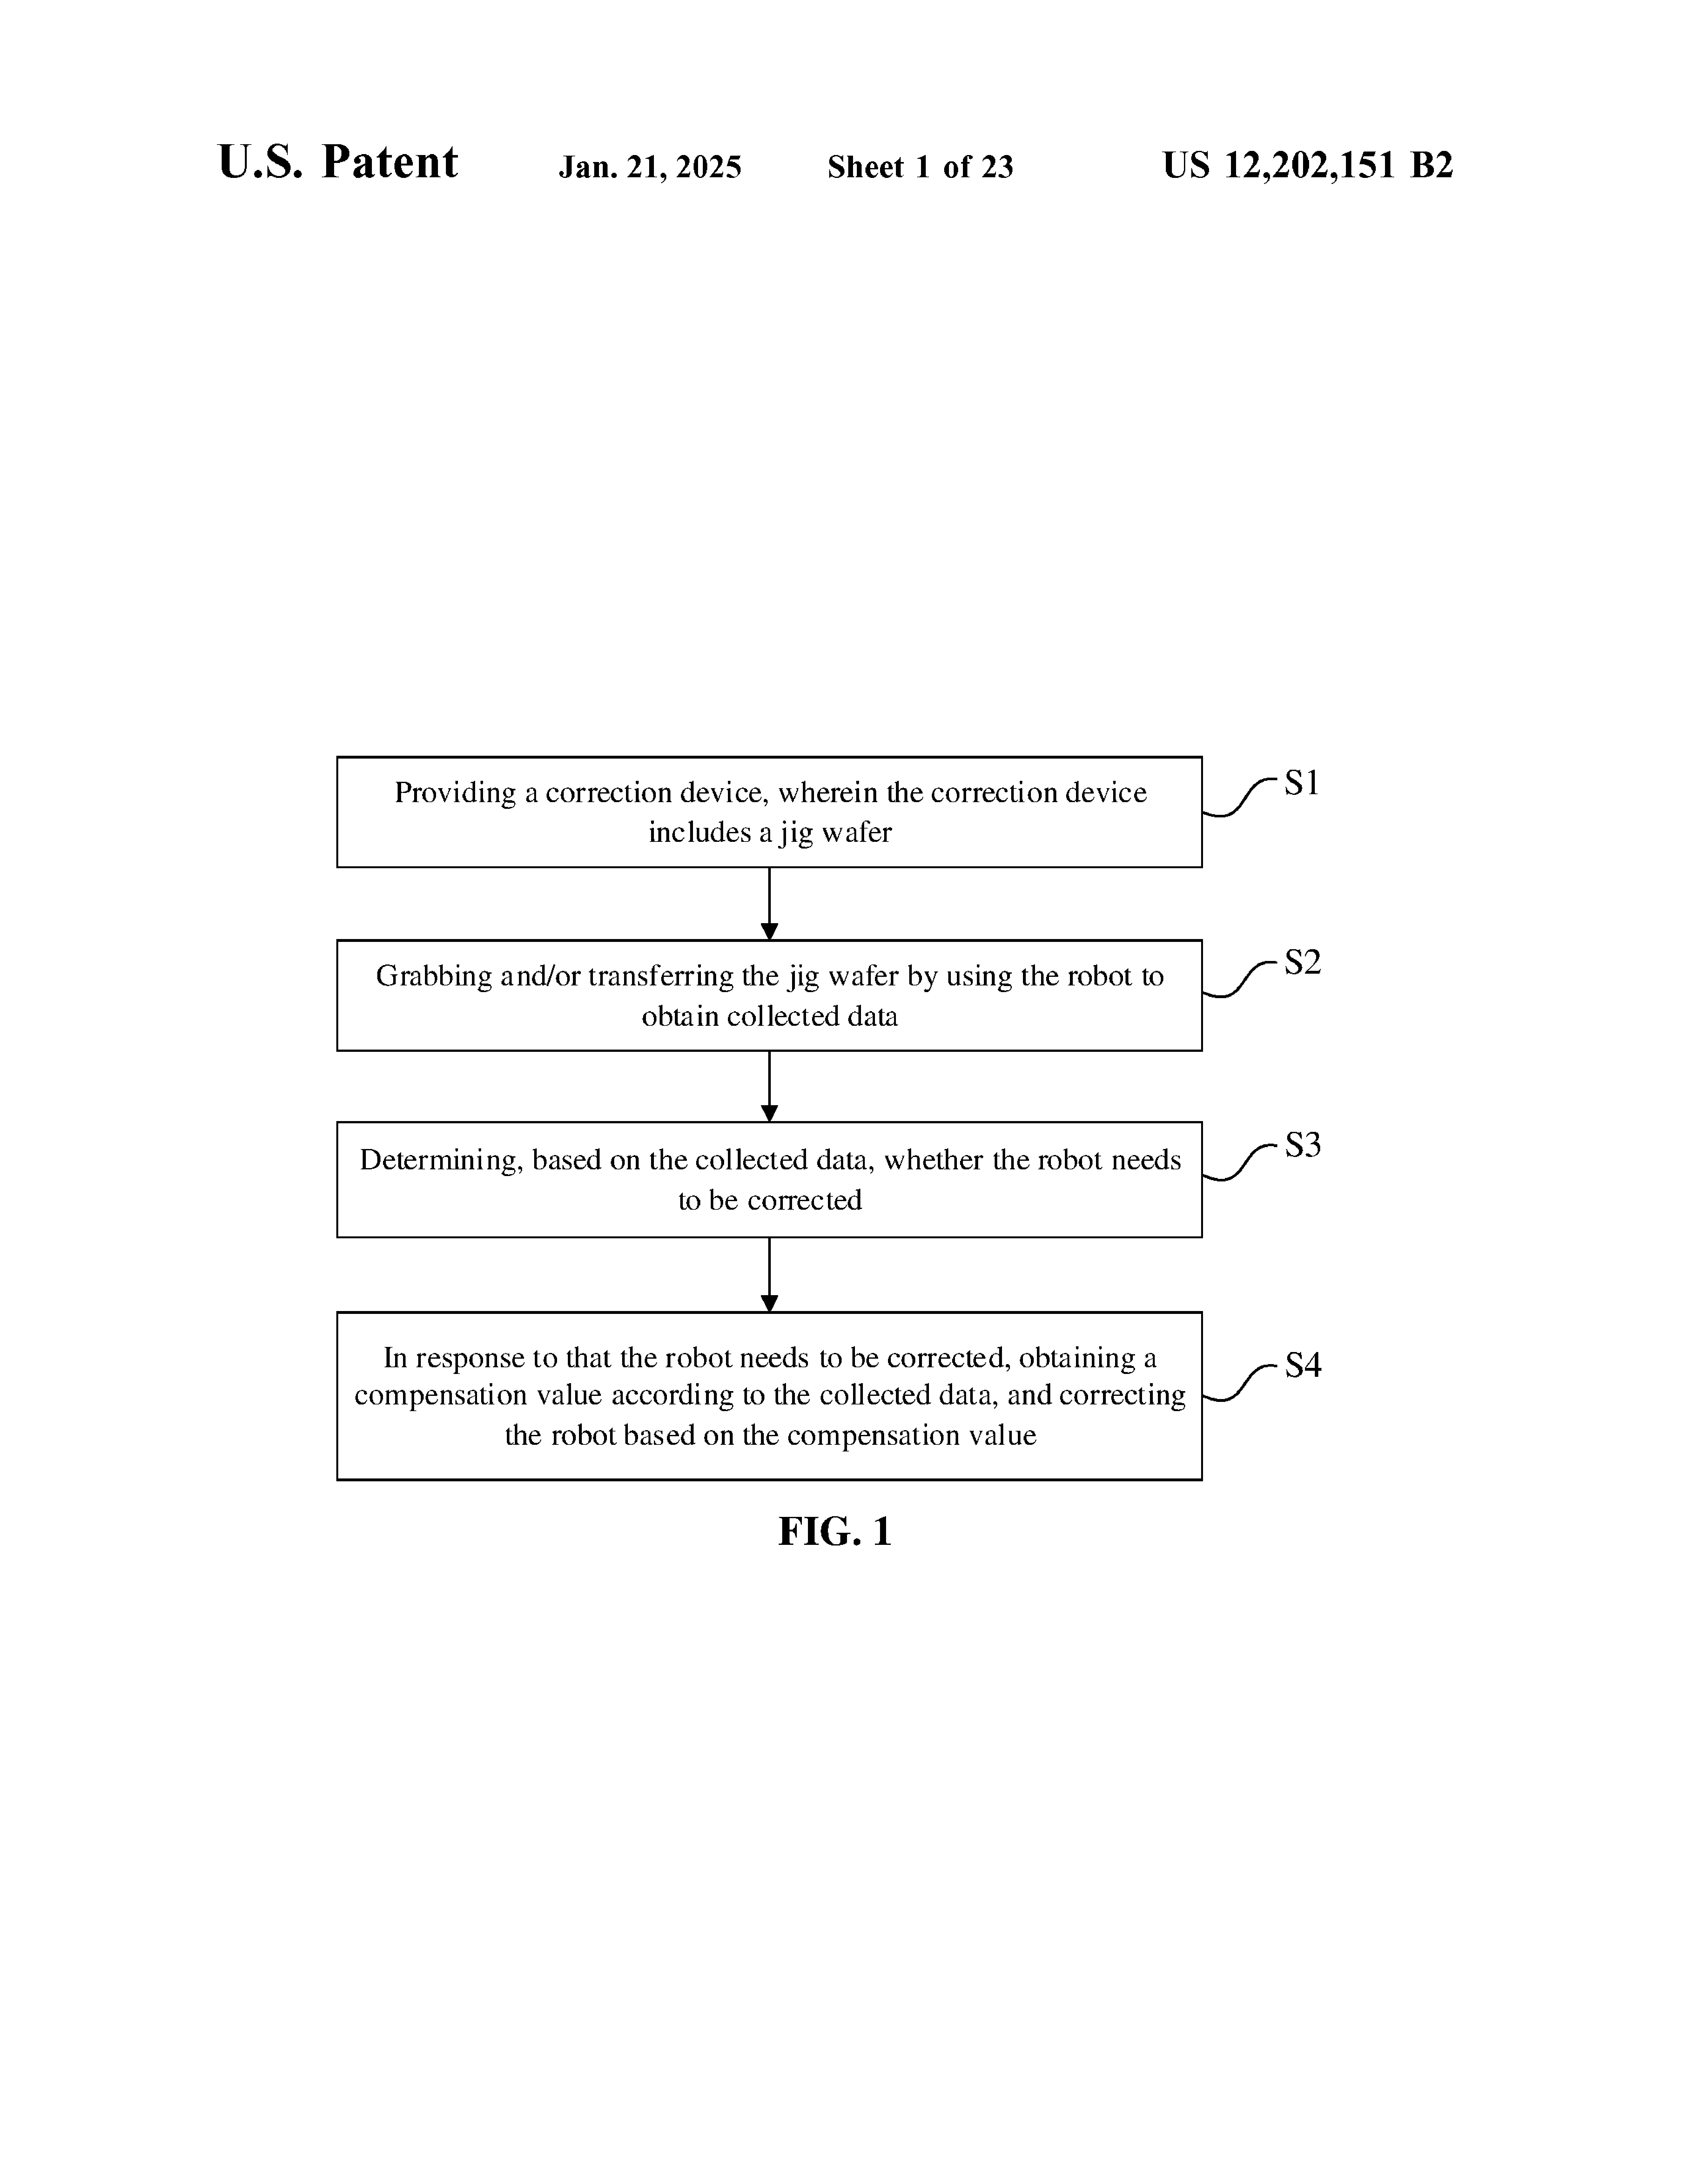 U.S. Patent Jan. 21, 2025 Sheet 1 of 23 US 12,202,151 B2
Providing a correction device, wherein the correction device
includes a jig wafer
S1
Grabbing and/or transferring the jig wafer by using the robot to
obtain collected data
S2
Determining, based on the collected data, whether the robot needs
to be corrected
S3
In response to that the robot needs to be corrected, obtaining a
compensation value according to the collected data, and correcting
the robot based on the compensation value
S4
FIG. 1